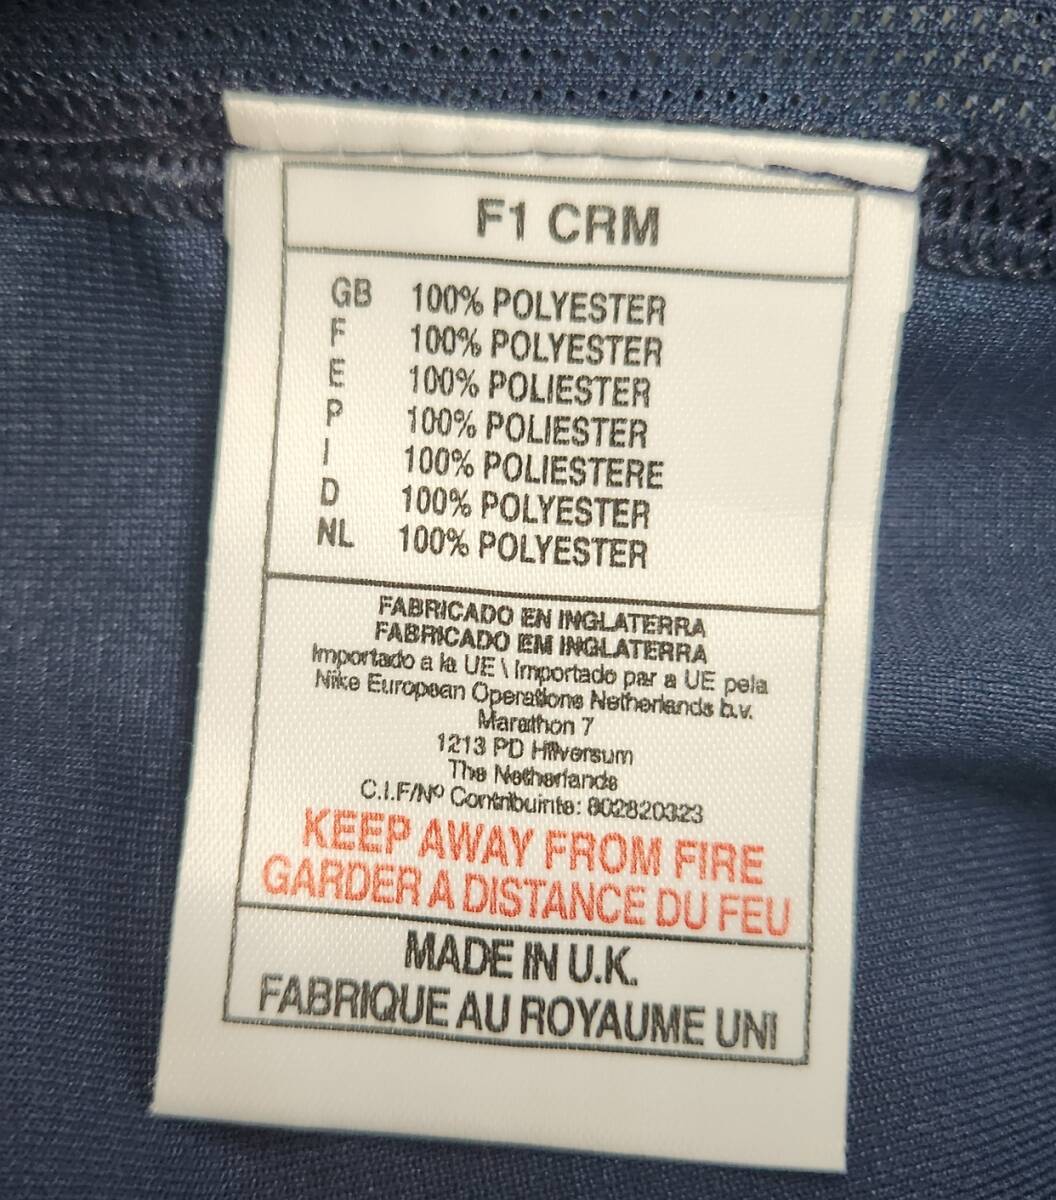 F1 CRM
GB 100% POLYESTER
F 100% POLYESTER
E 100% POLIESTER
P 100% POLIESTER
I 100% POLIESTERE
D 100% POLYESTER
NL 100% POLYESTER
FABRICADO EN INGLATERRA
FABRICADO EM INGLATERRA
Importado a la UE \ Importado par a UE pela
Nike European Operations Netherlands b.v.
Marathon 7
1213 PD Hilversum
The Netherlands
C.I.F/Nº Contribuinte: 802820323
KEEP AWAY FROM FIRE
GARDER A DISTANCE DU FEU
MADE IN U.K.
FABRIQUE AU ROYAUME UNI